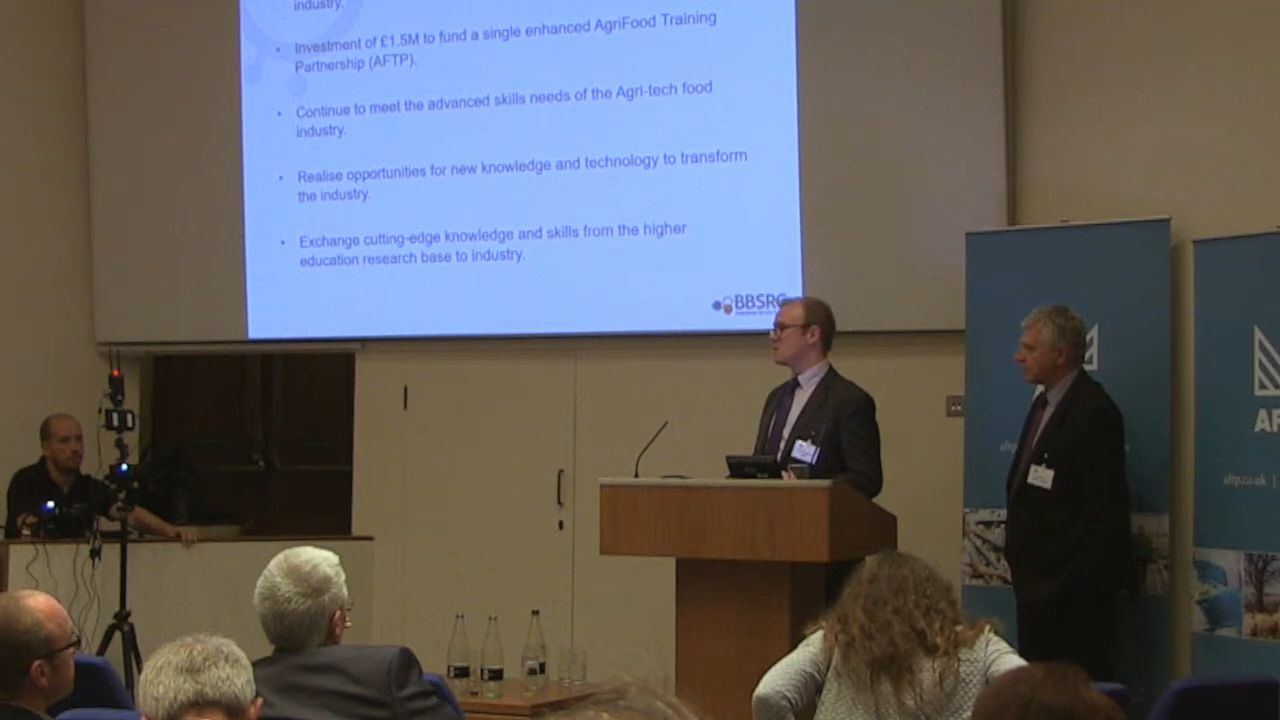 industry.
• Investment of £1.5M to fund a single enhanced AgriFood Training
Partnership (AFTP).
• Continue to meet the advanced skills needs of the Agri-tech food
industry.
• Realise opportunities for new knowledge and technology to transform
the industry.
• Exchange cutting-edge knowledge and skills from the higher
education research base to industry.
BBSRC
aftp.co.uk